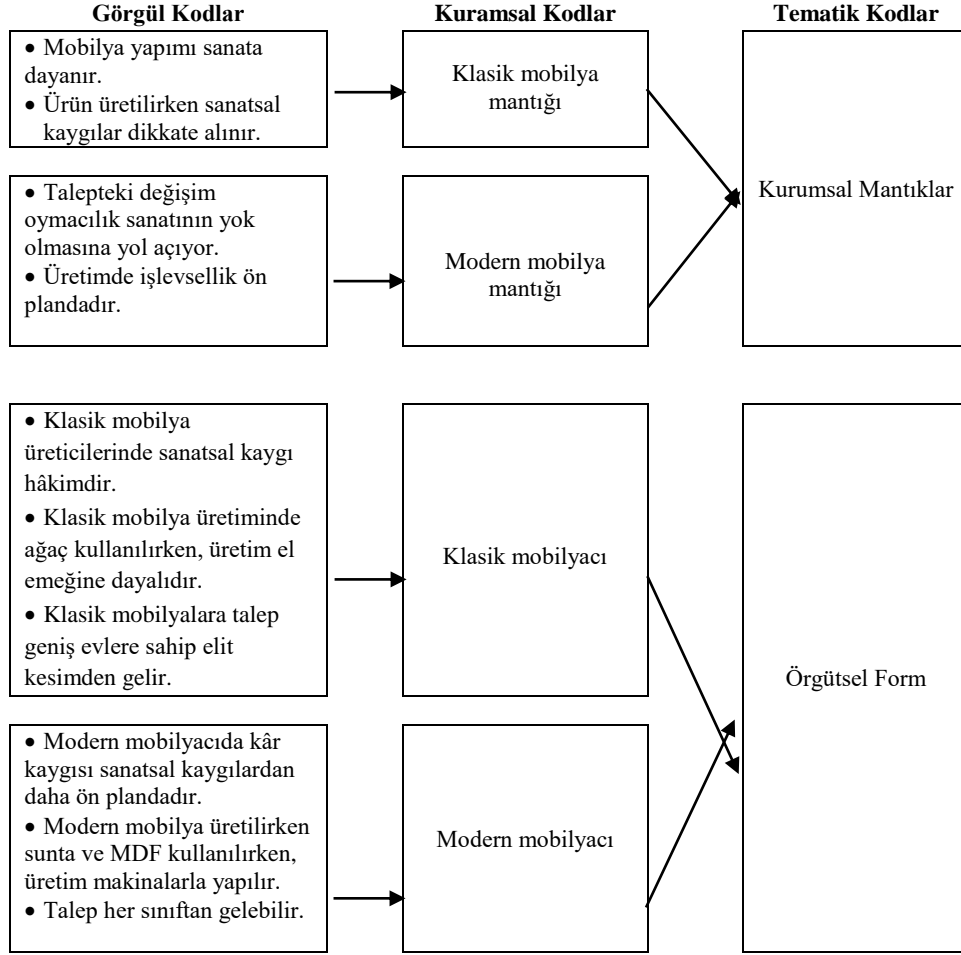 Görgül Kodlar
Kuramsal Kodlar
Tematik Kodlar
• Mobilya yapımı sanata
dayanır.
• Ürün üretilirken sanatsal
kaygılar dikkate alınır.
Klasik mobilya
mantığı
• Talepteki değişim
oymacılık sanatının yok
olmasına yol açıyor.
• Üretimde işlevsellik ön
plandadır.
Modern mobilya
mantığı
Kurumsal Mantıklar
• Klasik mobilya
üreticilerinde sanatsal kaygı
hâkimdir.
• Klasik mobilya üretiminde
ağaç kullanılırken, üretim el
emeğine dayalıdır.
• Klasik mobilyalara talep
geniş evlere sahip elit
kesimden gelir.
Klasik mobilyacı
• Modern mobilyacıda kâr
kaygısı sanatsal kaygılardan
daha ön plandadır.
• Modern mobilya üretilirken
sunta ve MDF kullanılırken,
üretim makinalarla yapılır.
• Talep her sınıftan gelebilir.
Modern mobilyacı
Örgütsel Form